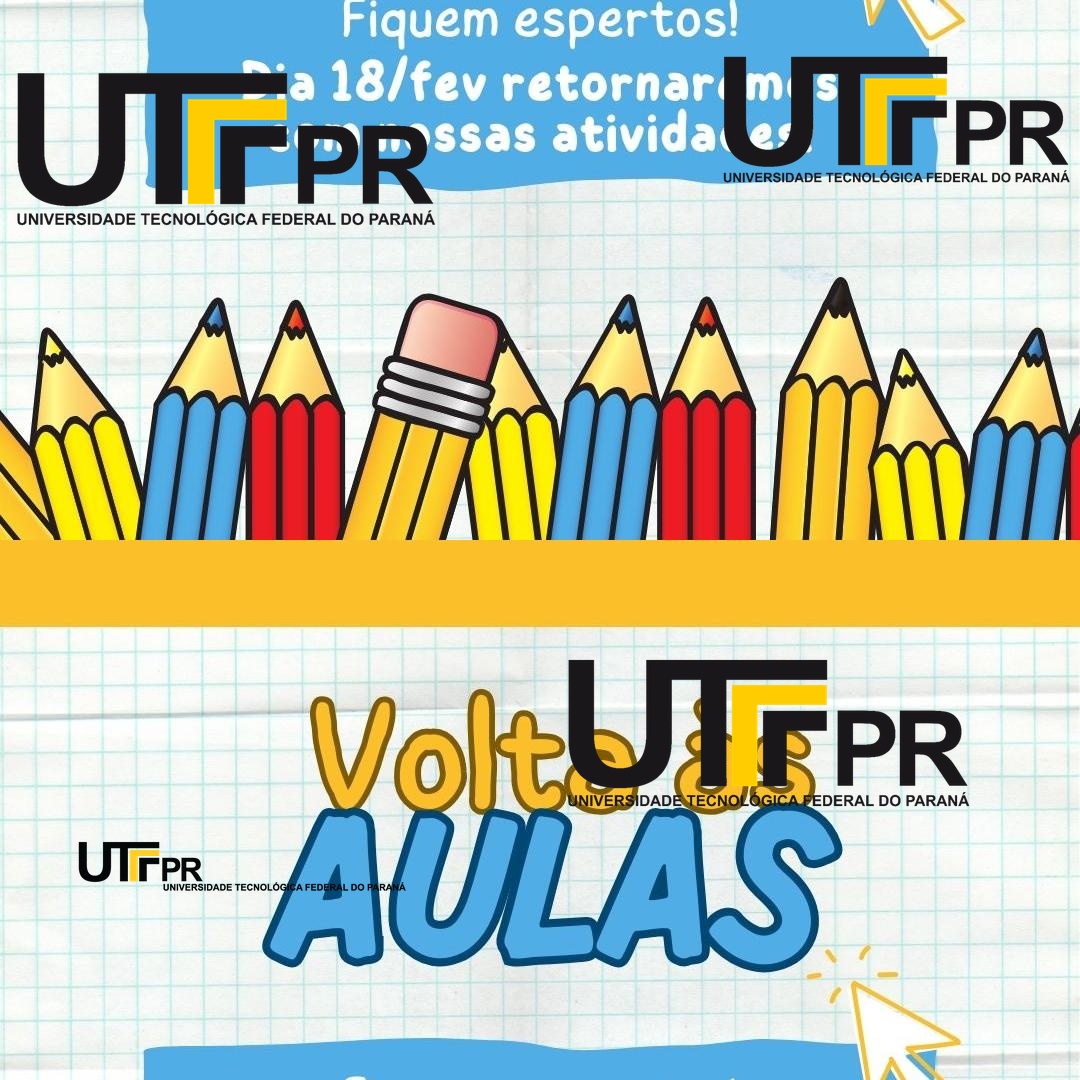 Fiquem espertos!
Dia 18/fev retornaremos
com nossas atividades!
UTFPR
UNIVERSIDADE TECNOLÓGICA FEDERAL DO PARANÁ
UTFPR
UNIVERSIDADE TECNOLÓGICA FEDERAL DO PARANÁ
UTFPR
UNIVERSIDADE TECNOLÓGICA FEDERAL DO PARANÁ
Volta às
AULAS
UTFPR
UNIVERSIDADE TECNOLÓGICA FEDERAL DO PARANÁ